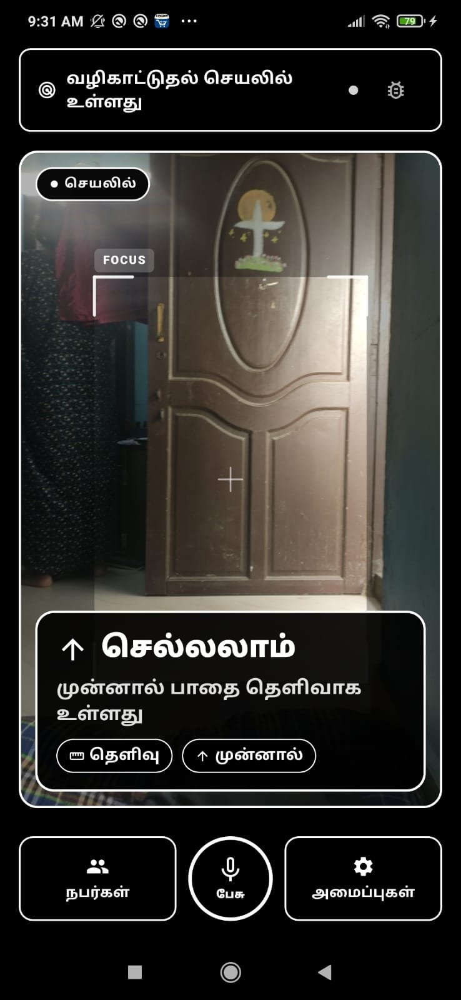 9:31 AM
79
வழிகாட்டுதல் செயலில்
உள்ளது
செயலில்
FOCUS
செல்லலாம்
முன்னால் பாதை தெளிவாக
உள்ளது
தெளிவு முன்னால்
நபர்கள் பேசு அமைப்புகள்